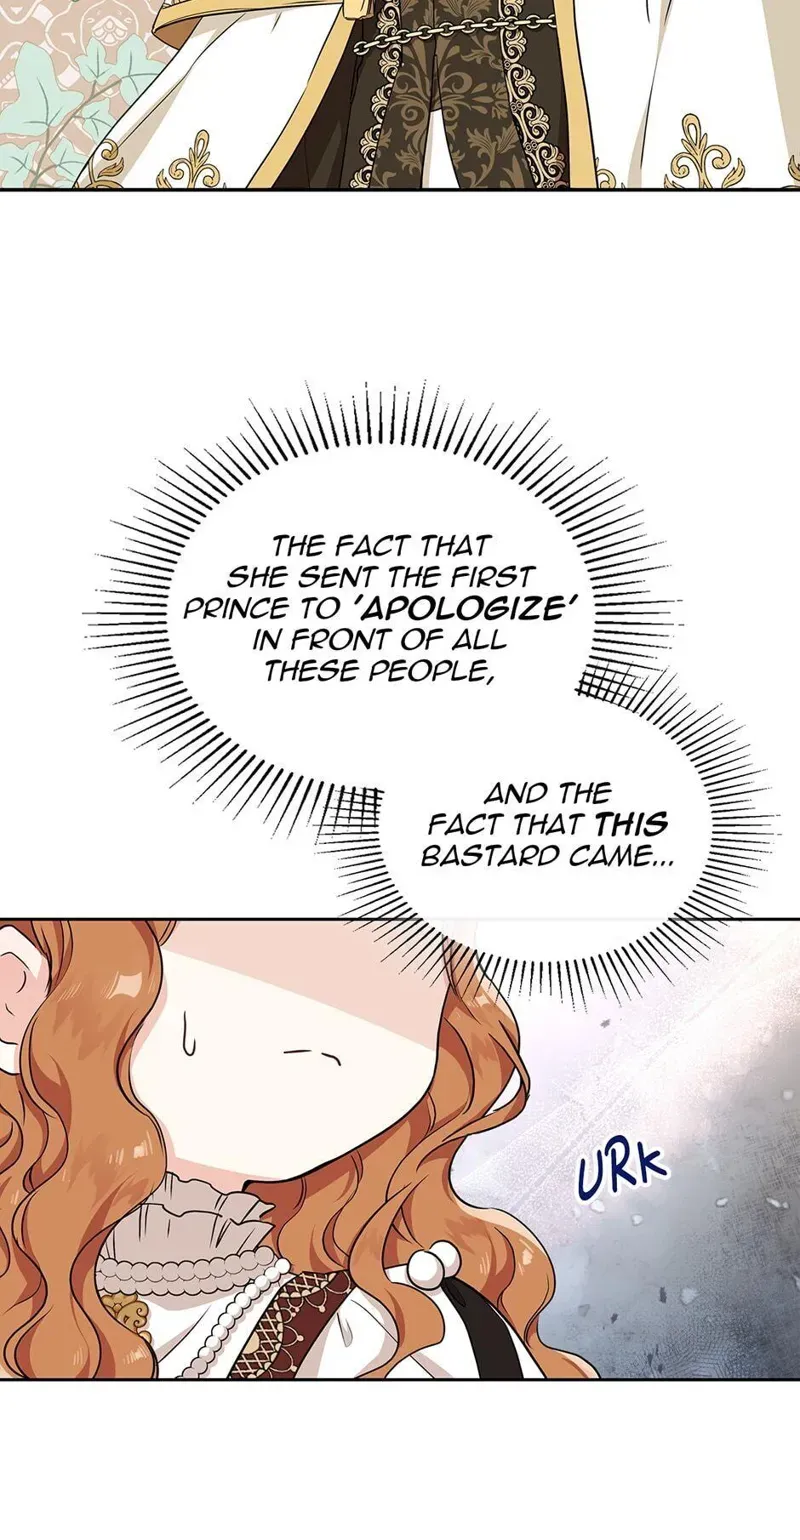 THE FACT THAT
SHE SENT THE FIRST
PRINCE TO 'APOLOGIZE'
IN FRONT OF ALL
THESE PEOPLE,
AND THE
FACT THAT THIS
BASTARD CAME...
URK